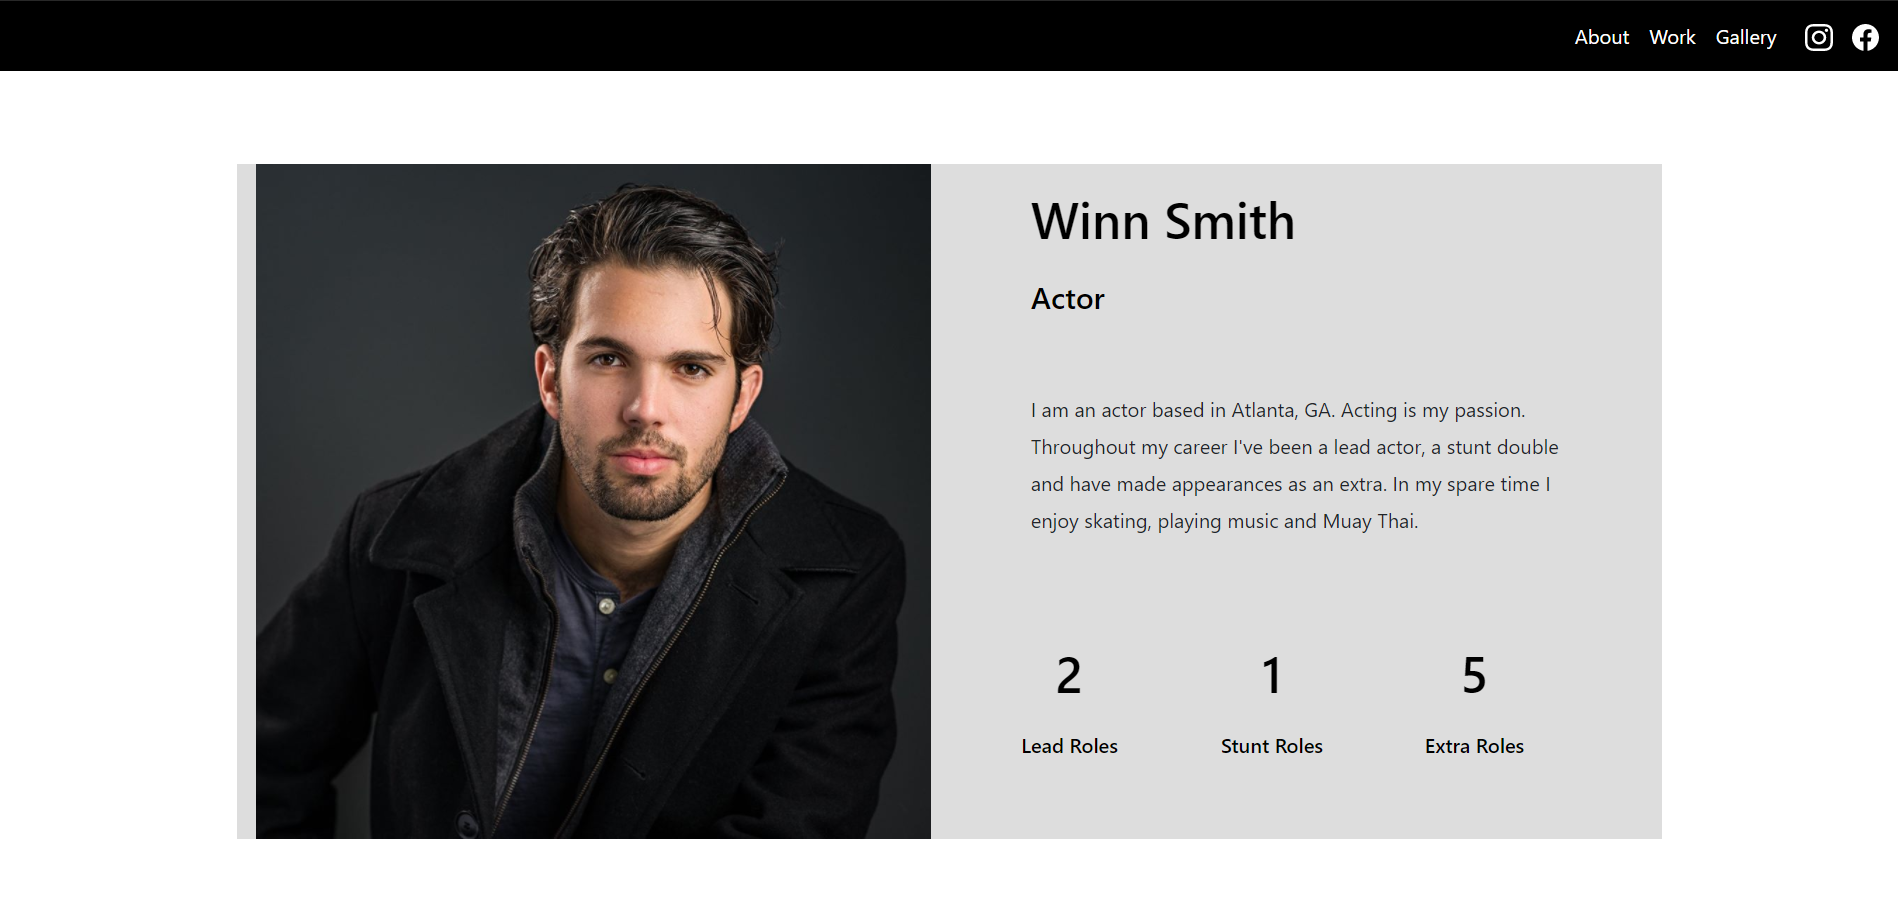 About Work Gallery
Winn Smith
Actor
I am an actor based in Atlanta, GA. Acting is my passion.
Throughout my career I've been a lead actor, a stunt double
and have made appearances as an extra. In my spare time I
enjoy skating, playing music and Muay Thai.
2 1 5
Lead Roles Stunt Roles Extra Roles